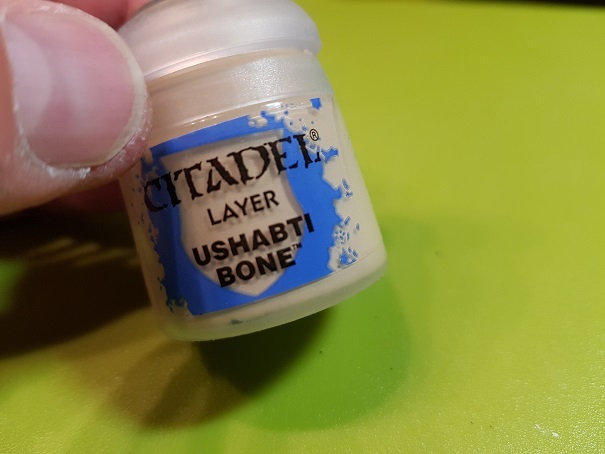 CITADEL®
LAYER
USHABTI
BONE™